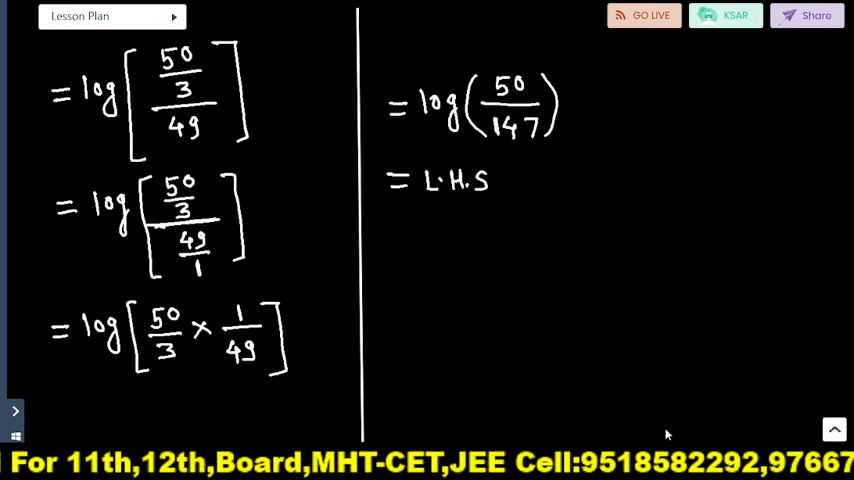 Lesson Plan
GO LIVE
KSAR
Share
= log[(50/3)/49]
= log[(50/3)/(49/1)]
= log[50/3 × 1/49]
= log(50/147)
= L.H.S
For 11th,12th,Board,MHT-CET,JEE Cell:9518582292,97667